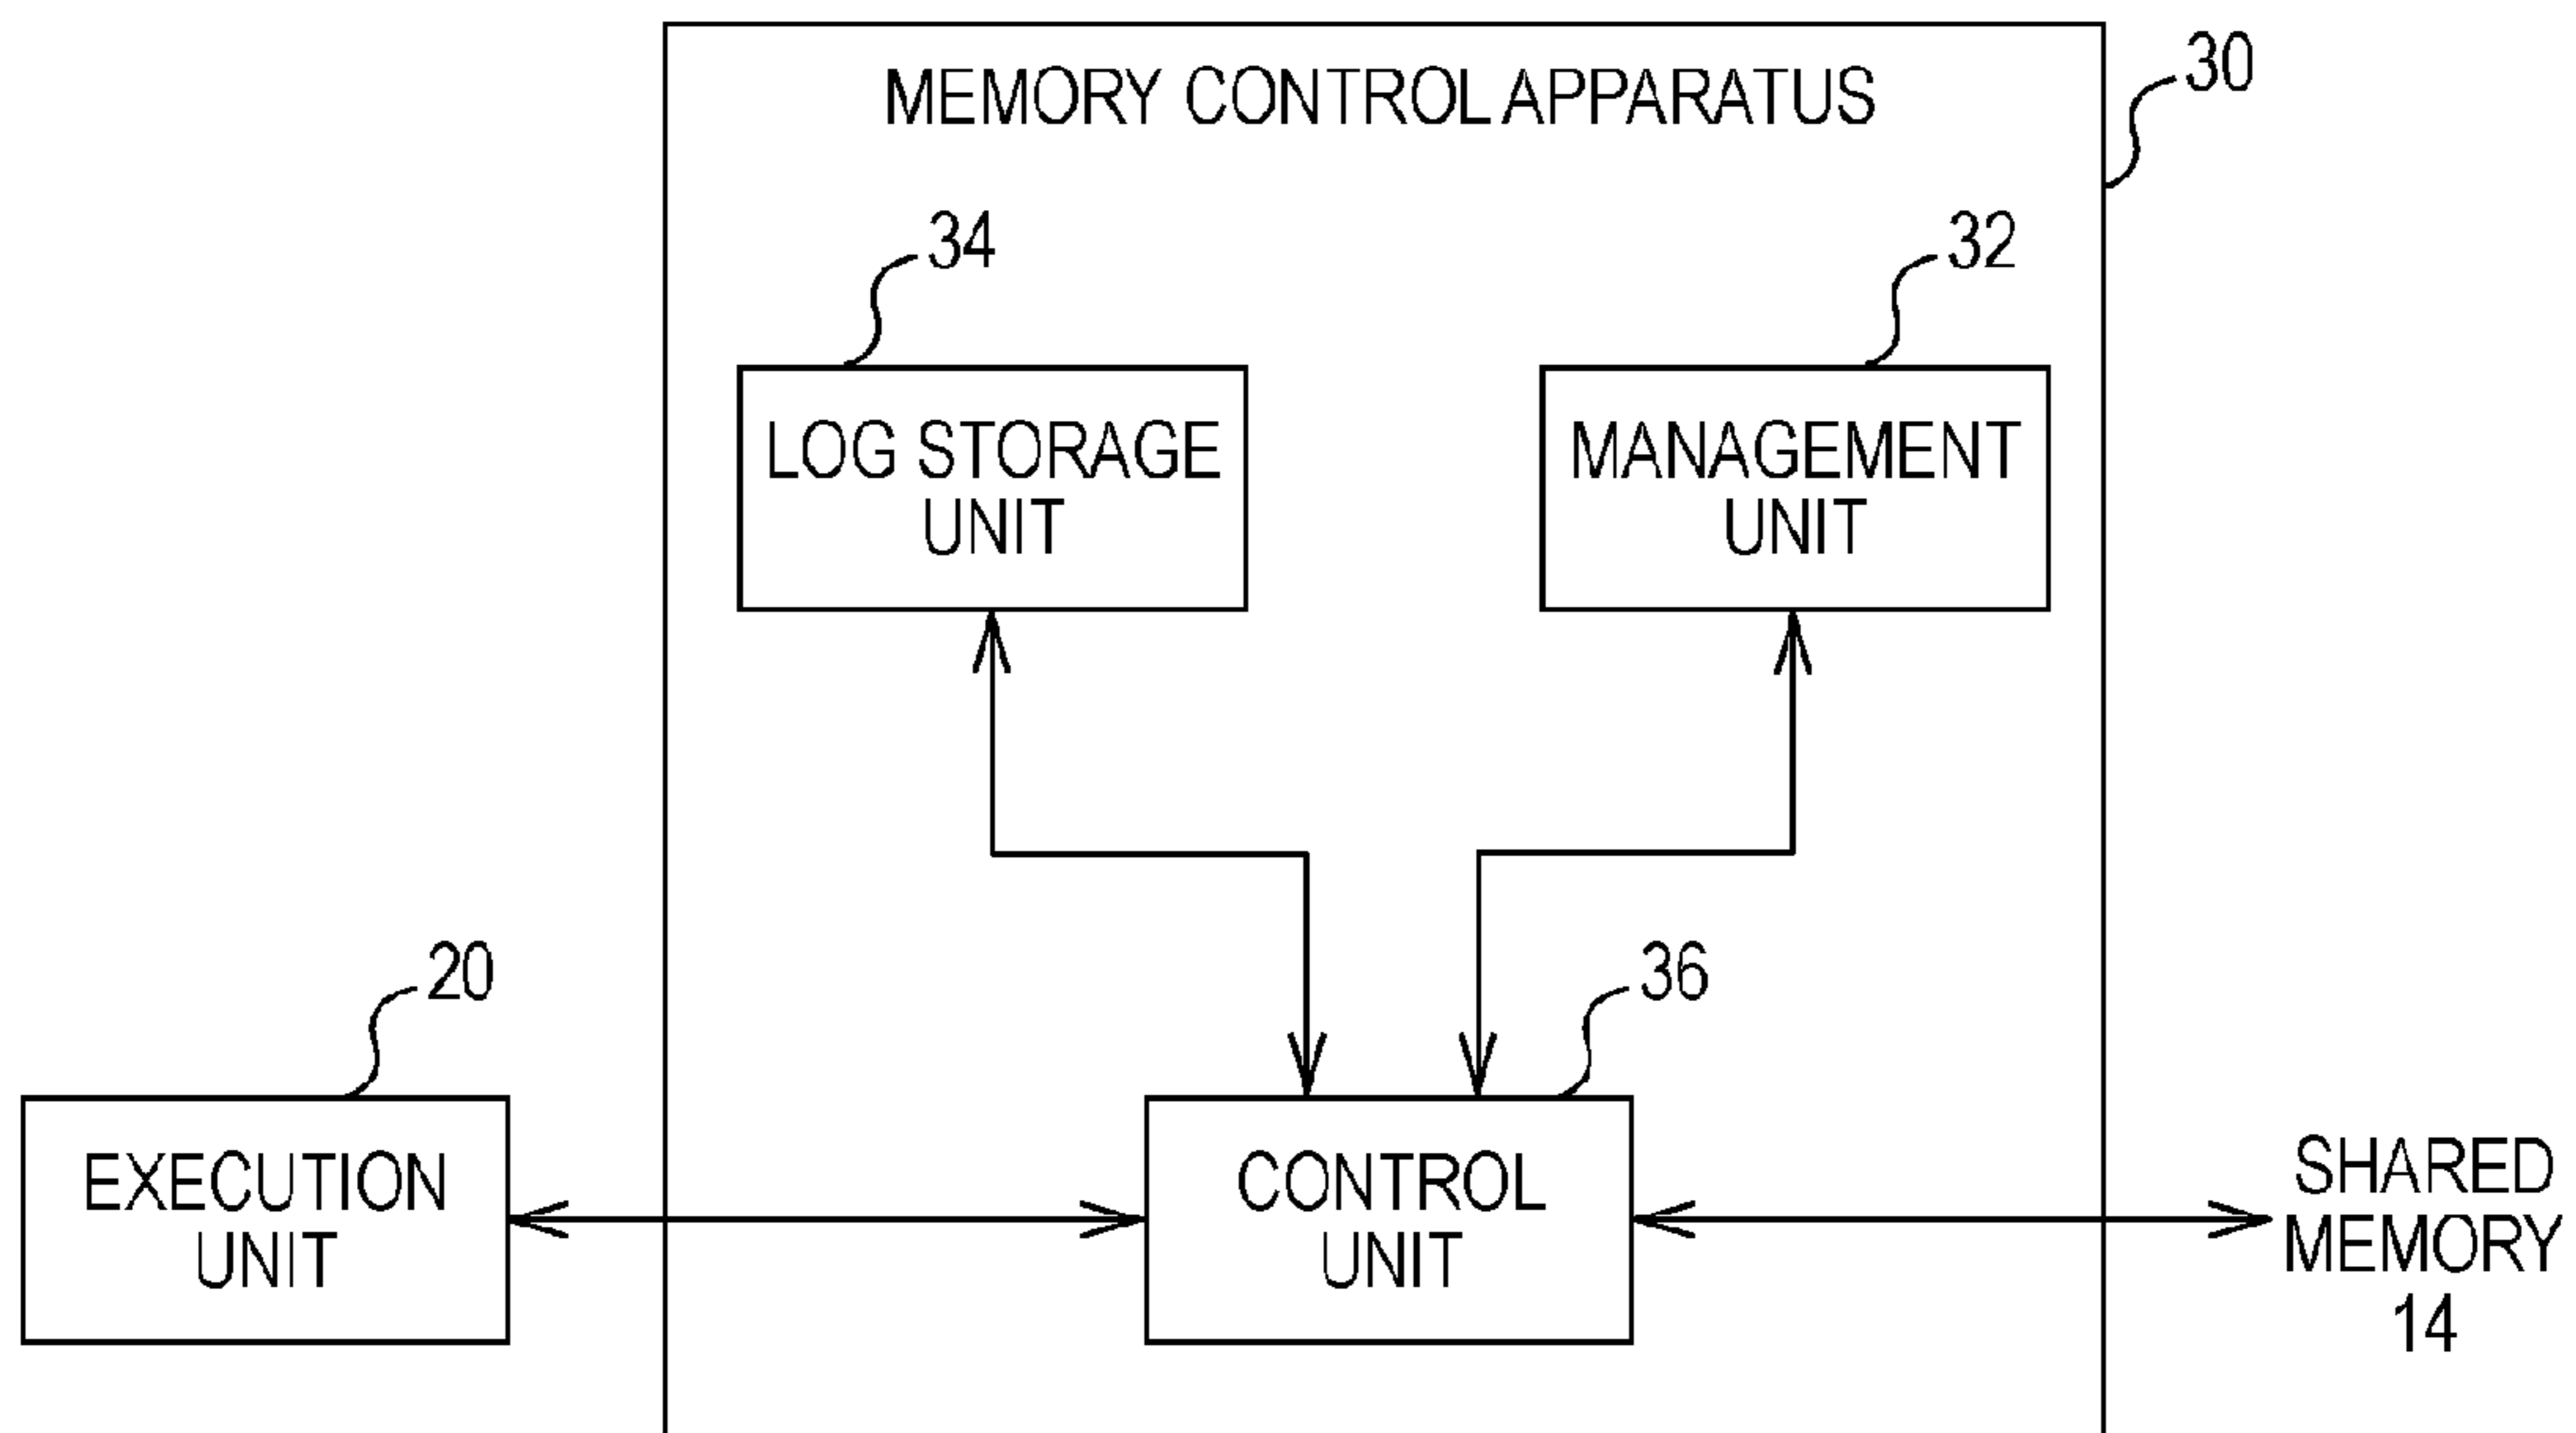 MEMORY CONTROL APPARATUS
30
34
32
LOG STORAGE
UNIT
MANAGEMENT
UNIT
20
36
EXECUTION
UNIT
CONTROL
UNIT
SHARED
MEMORY
14